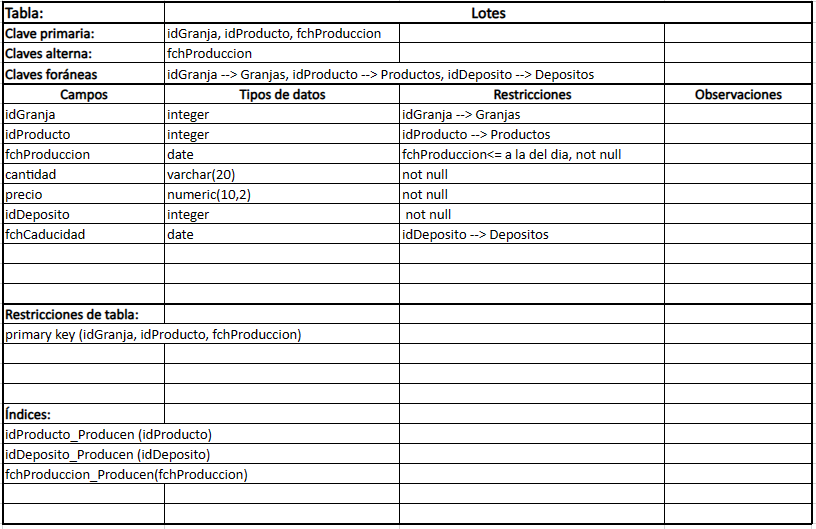 Tabla: Lotes
Clave primaria: idGranja, idProducto, fchProduccion
Claves alterna: fchProduccion
Claves foráneas idGranja --> Granjas, idProducto --> Productos, idDeposito --> Depositos
Campos Tipos de datos Restricciones Observaciones
idGranja integer idGranja --> Granjas
idProducto integer idProducto --> Productos
fchProduccion date fchProduccion<= a la del dia, not null
cantidad varchar(20) not null
precio numeric(10,2) not null
idDeposito integer not null
fchCaducidad date idDeposito --> Depositos
Restricciones de tabla:
primary key (idGranja, idProducto, fchProduccion)
Índices:
idProducto_Producen (idProducto)
idDeposito_Producen (idDeposito)
fchProduccion_Producen(fchProduccion)